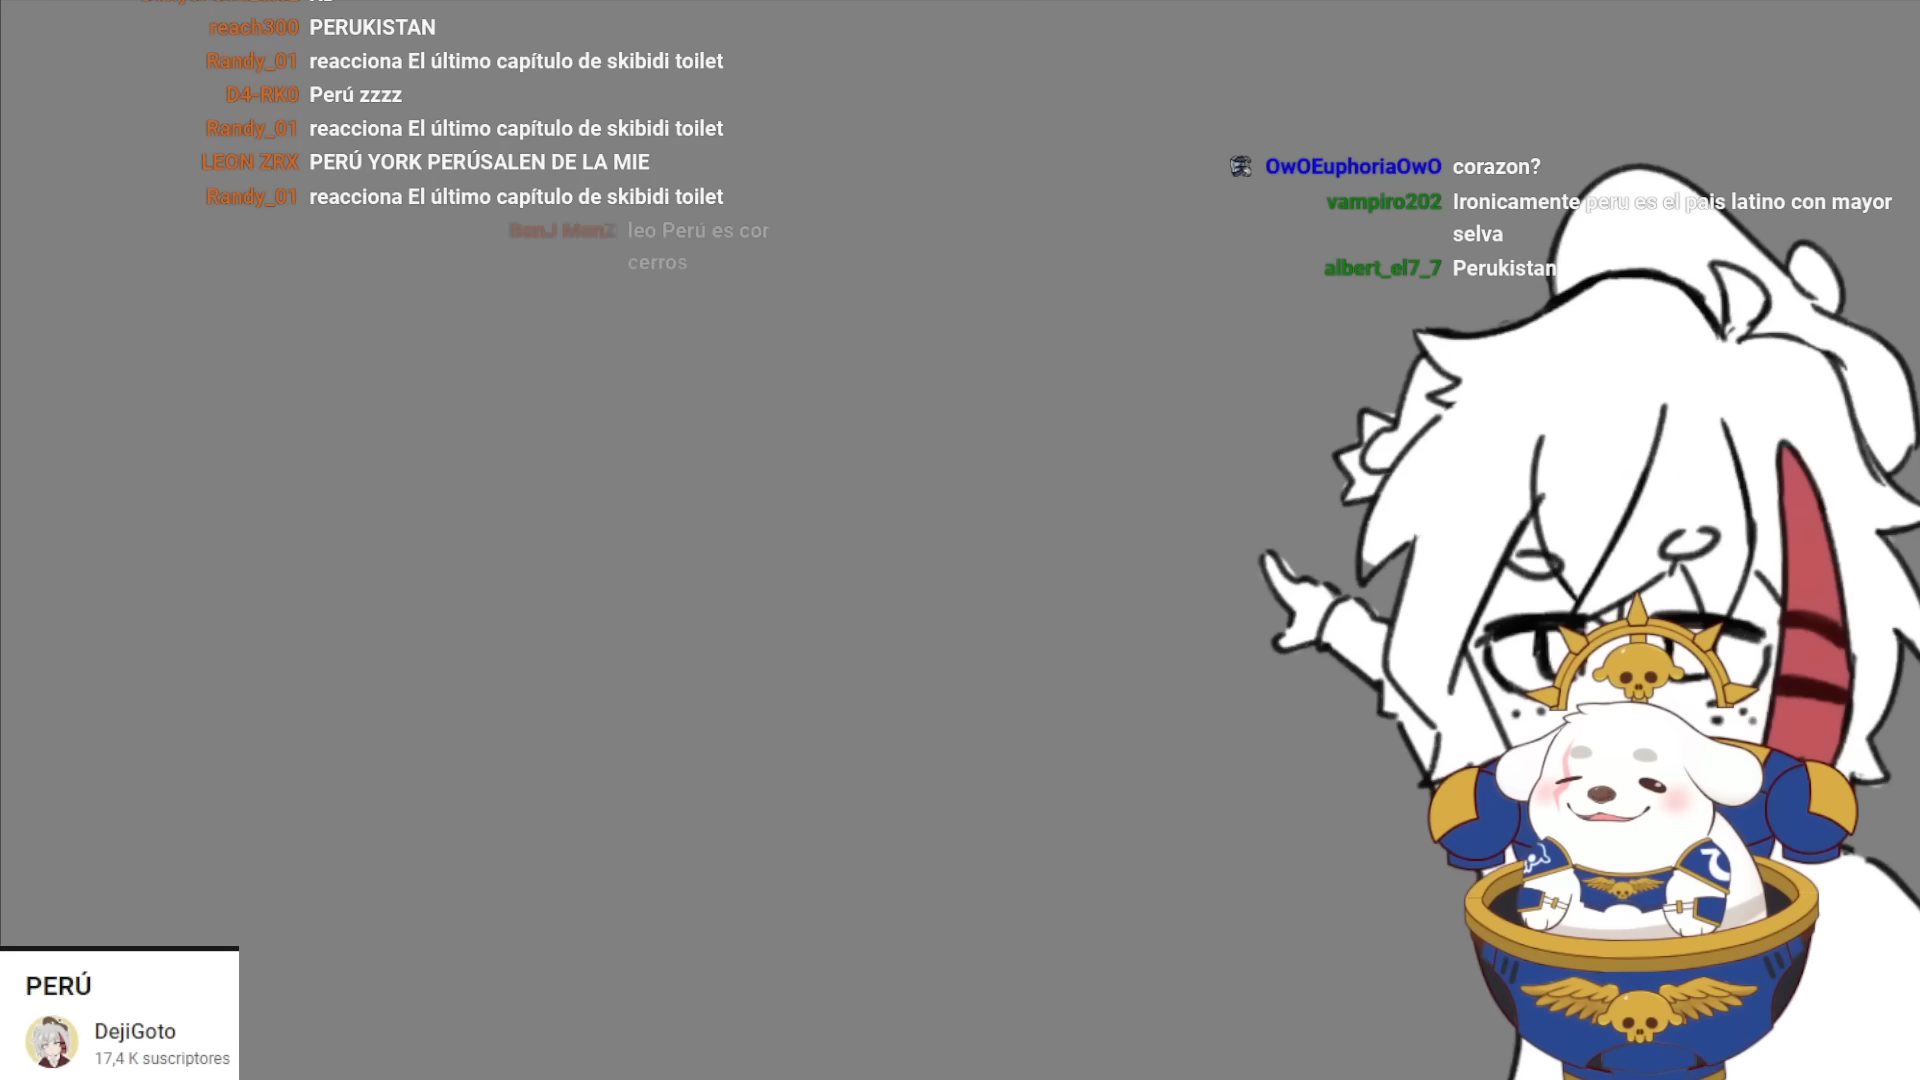 reach300 PERUKISTAN
Randy_01 reacciona El último capítulo de skibidi toilet
D4-RK0 Perú zzzz
Randy_01 reacciona El último capítulo de skibidi toilet
LEON ZRX PERÚ YORK PERÚSALEN DE LA MIE
Randy_01 reacciona El último capítulo de skibidi toilet
BenJ MenZ leo Perú es cor
cerros
OwOEuphoriaOwO corazon?
vampiro202 Ironicamente peru es el pais latino con mayor
selva
albert_el7_7 Perukistan
PERÚ
DejiGoto
17,4 K suscriptores